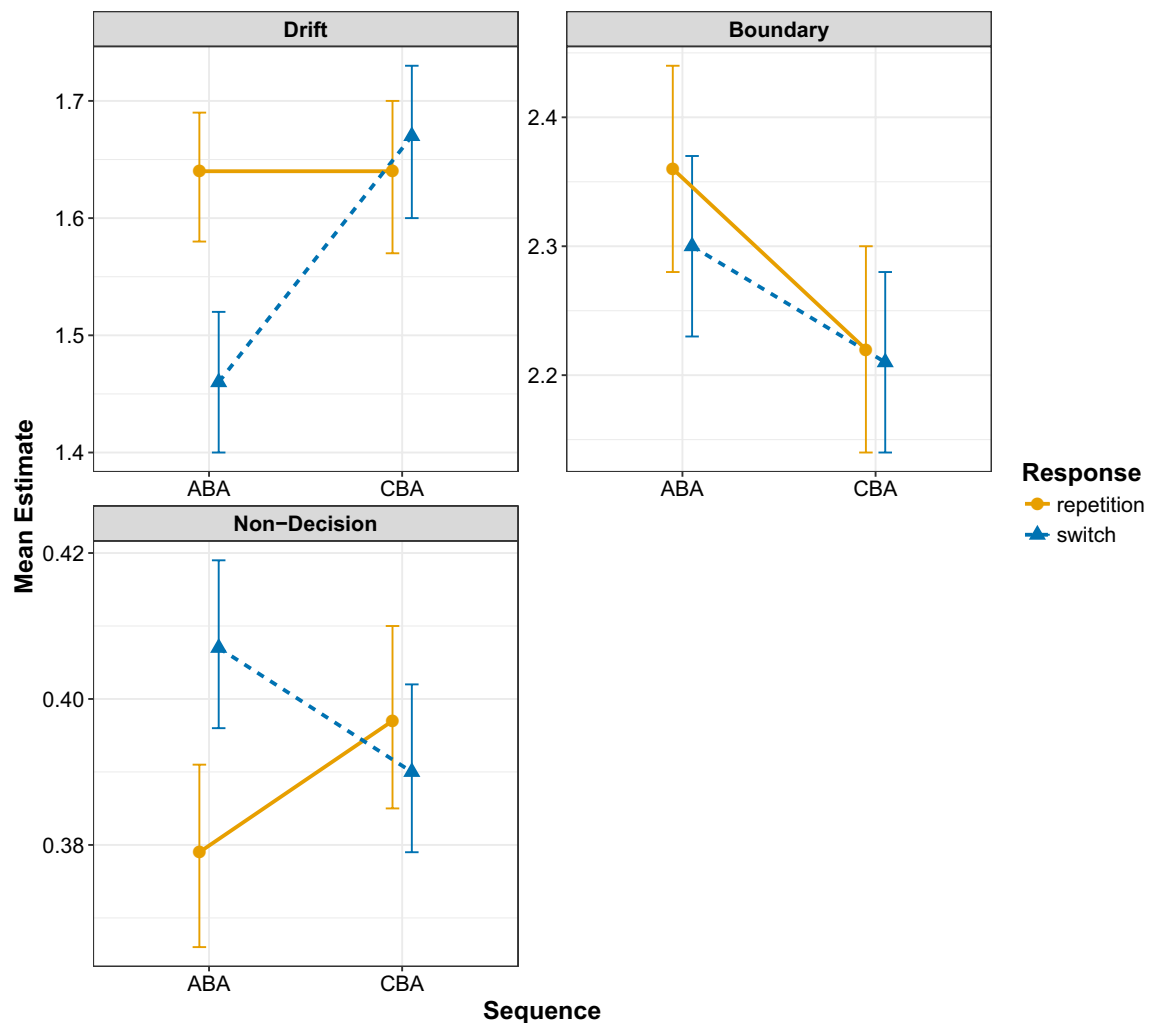 Drift
Boundary
1.7
1.6
1.5
1.4
2.4
2.3
2.2
ABA
CBA
ABA
CBA
Non−Decision
0.42
0.40
0.38
ABA
CBA
Mean Estimate
Sequence
Response
repetition
switch